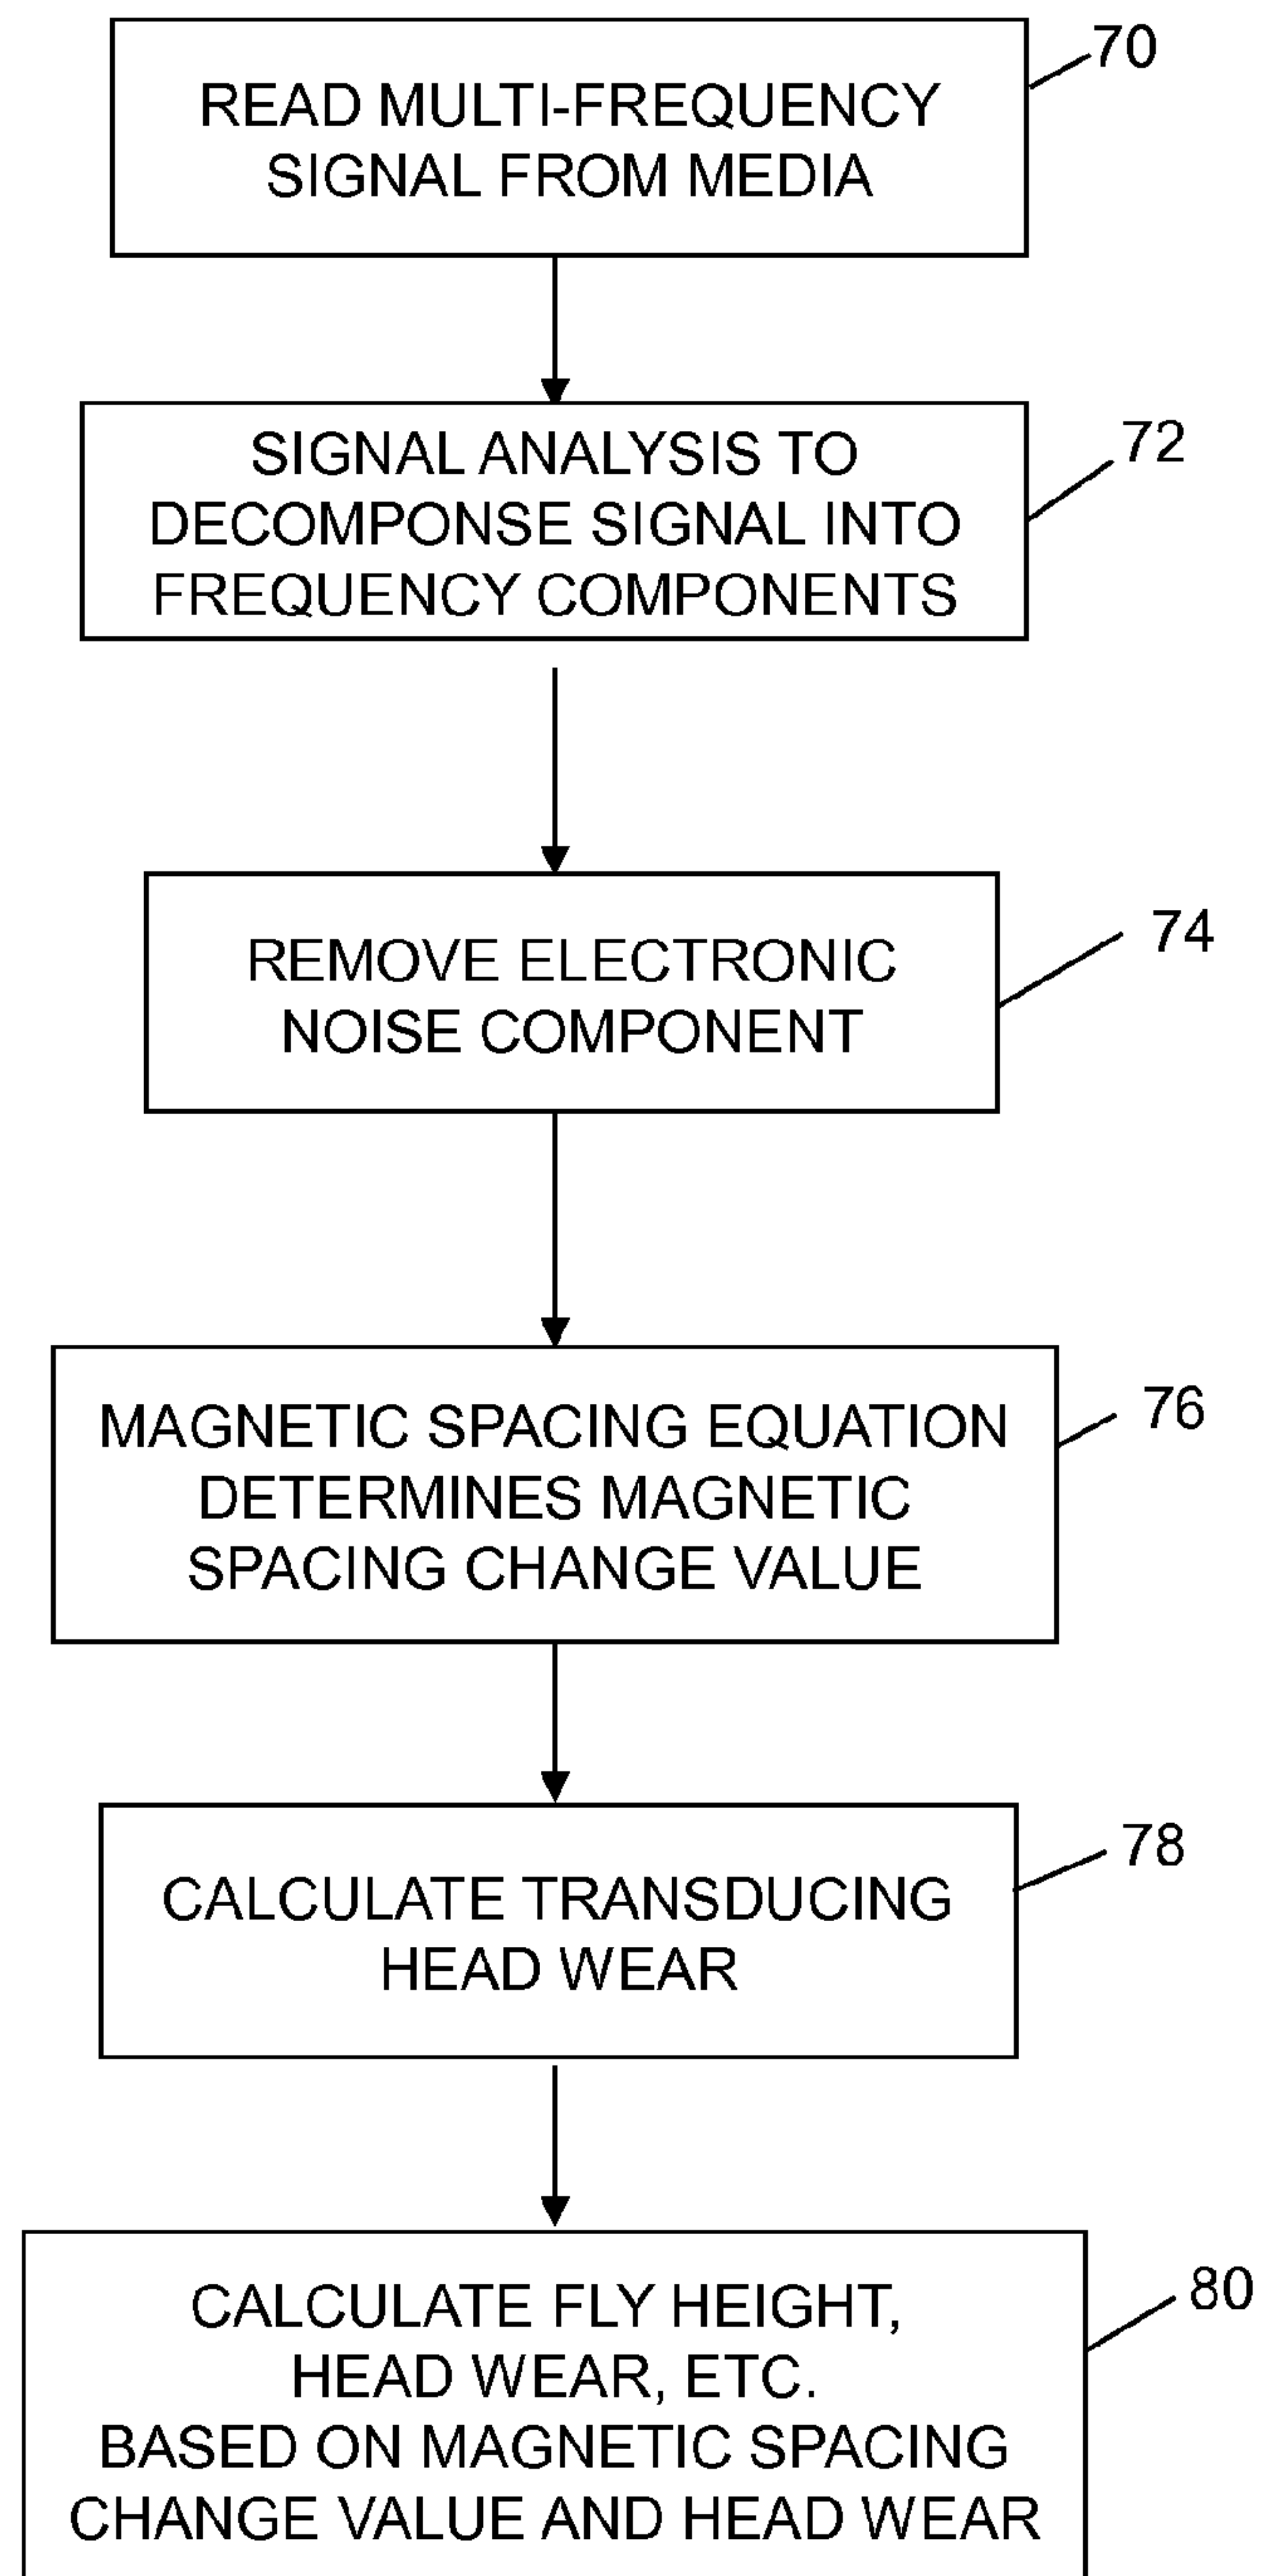 READ MULTI-FREQUENCY
SIGNAL FROM MEDIA
70
SIGNAL ANALYSIS TO
DECOMPONSE SIGNAL INTO
FREQUENCY COMPONENTS
72
REMOVE ELECTRONIC
NOISE COMPONENT
74
MAGNETIC SPACING EQUATION
DETERMINES MAGNETIC
SPACING CHANGE VALUE
76
CALCULATE TRANSDUCING
HEAD WEAR
78
CALCULATE FLY HEIGHT,
HEAD WEAR, ETC.
BASED ON MAGNETIC SPACING
CHANGE VALUE AND HEAD WEAR
80